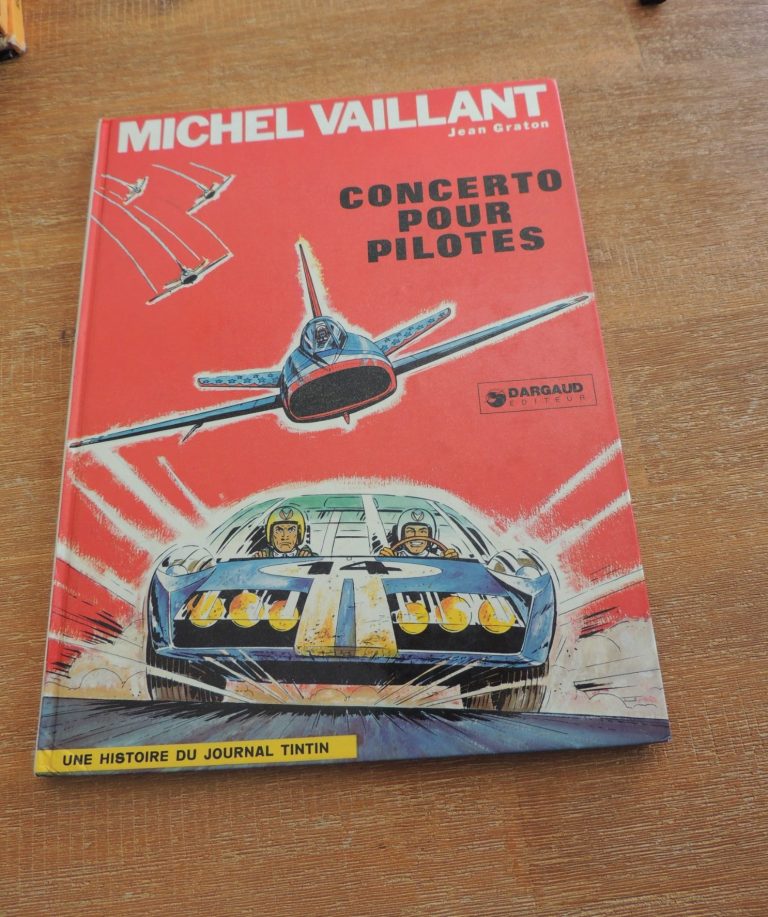 MICHEL VAILLANT
Jean Graton
CONCERTO
POUR
PILOTES
DARGAUD
EDITEUR
14
UNE HISTOIRE DU JOURNAL TINTIN